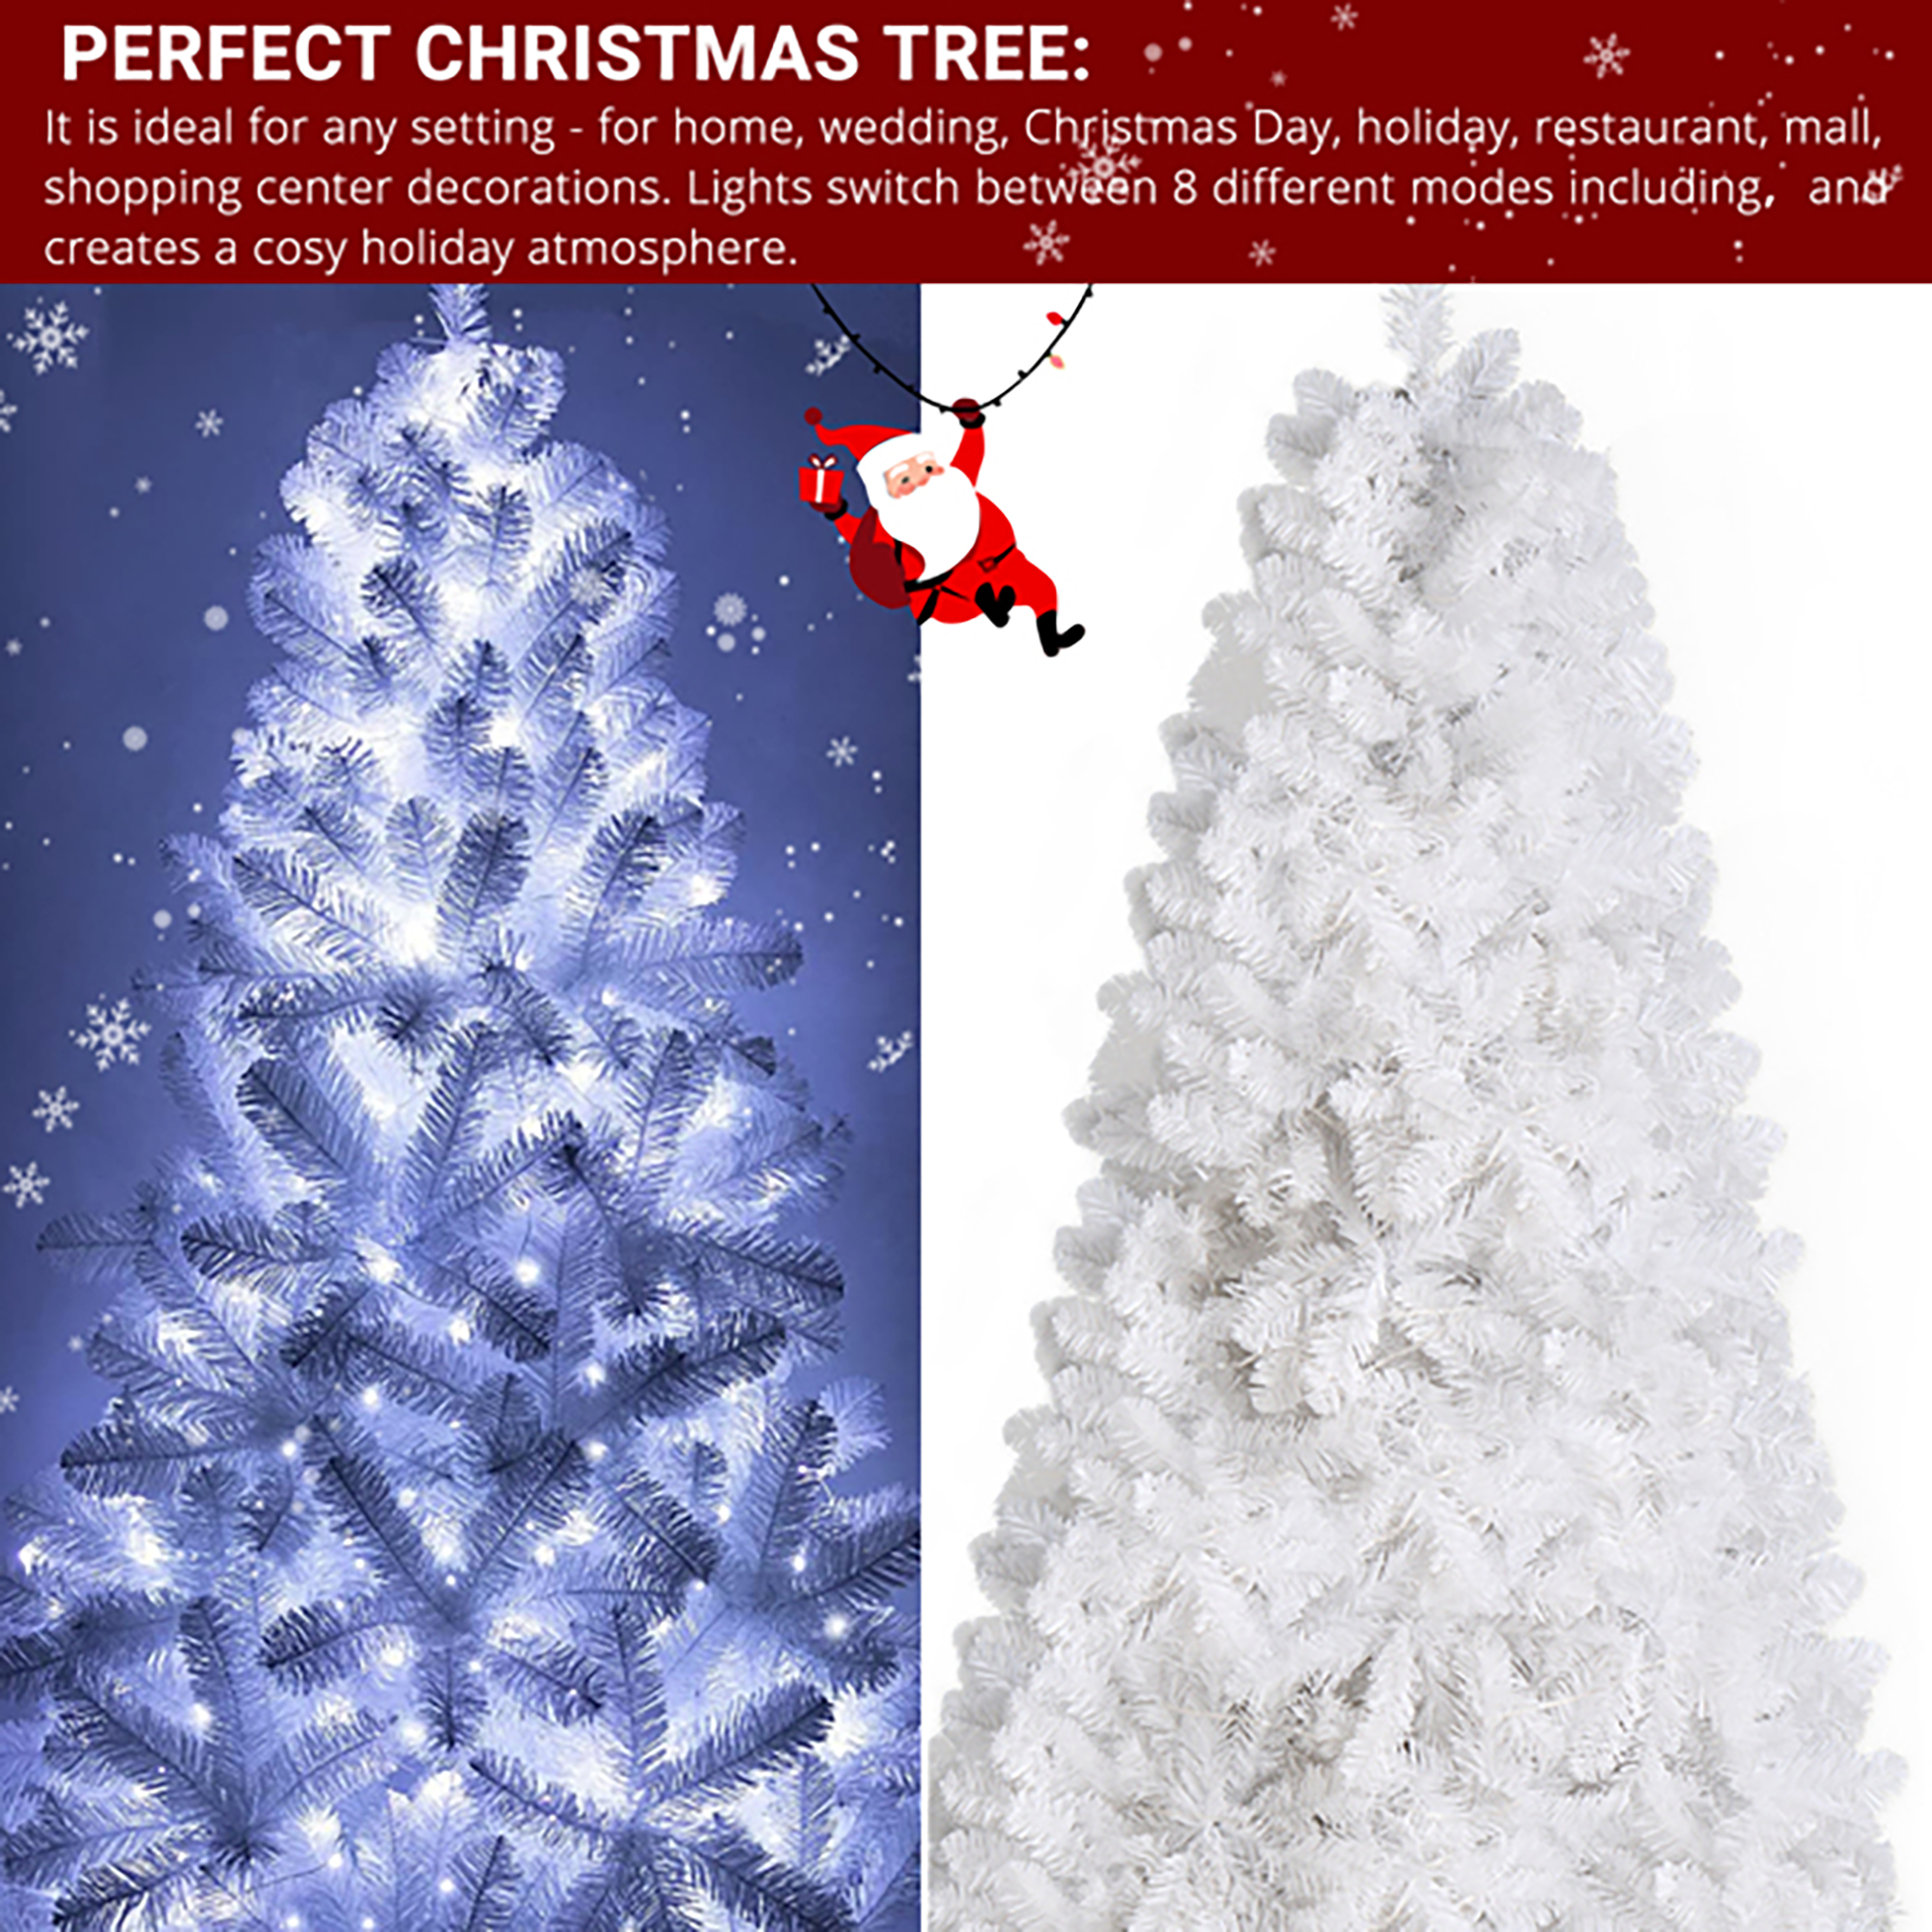 PERFECT CHRISTMAS TREE:
It is ideal for any setting - for home, wedding, Christmas Day, holiday, restaurant, mall,
shopping center decorations. Lights switch between 8 different modes including, and
creates a cosy holiday atmosphere.